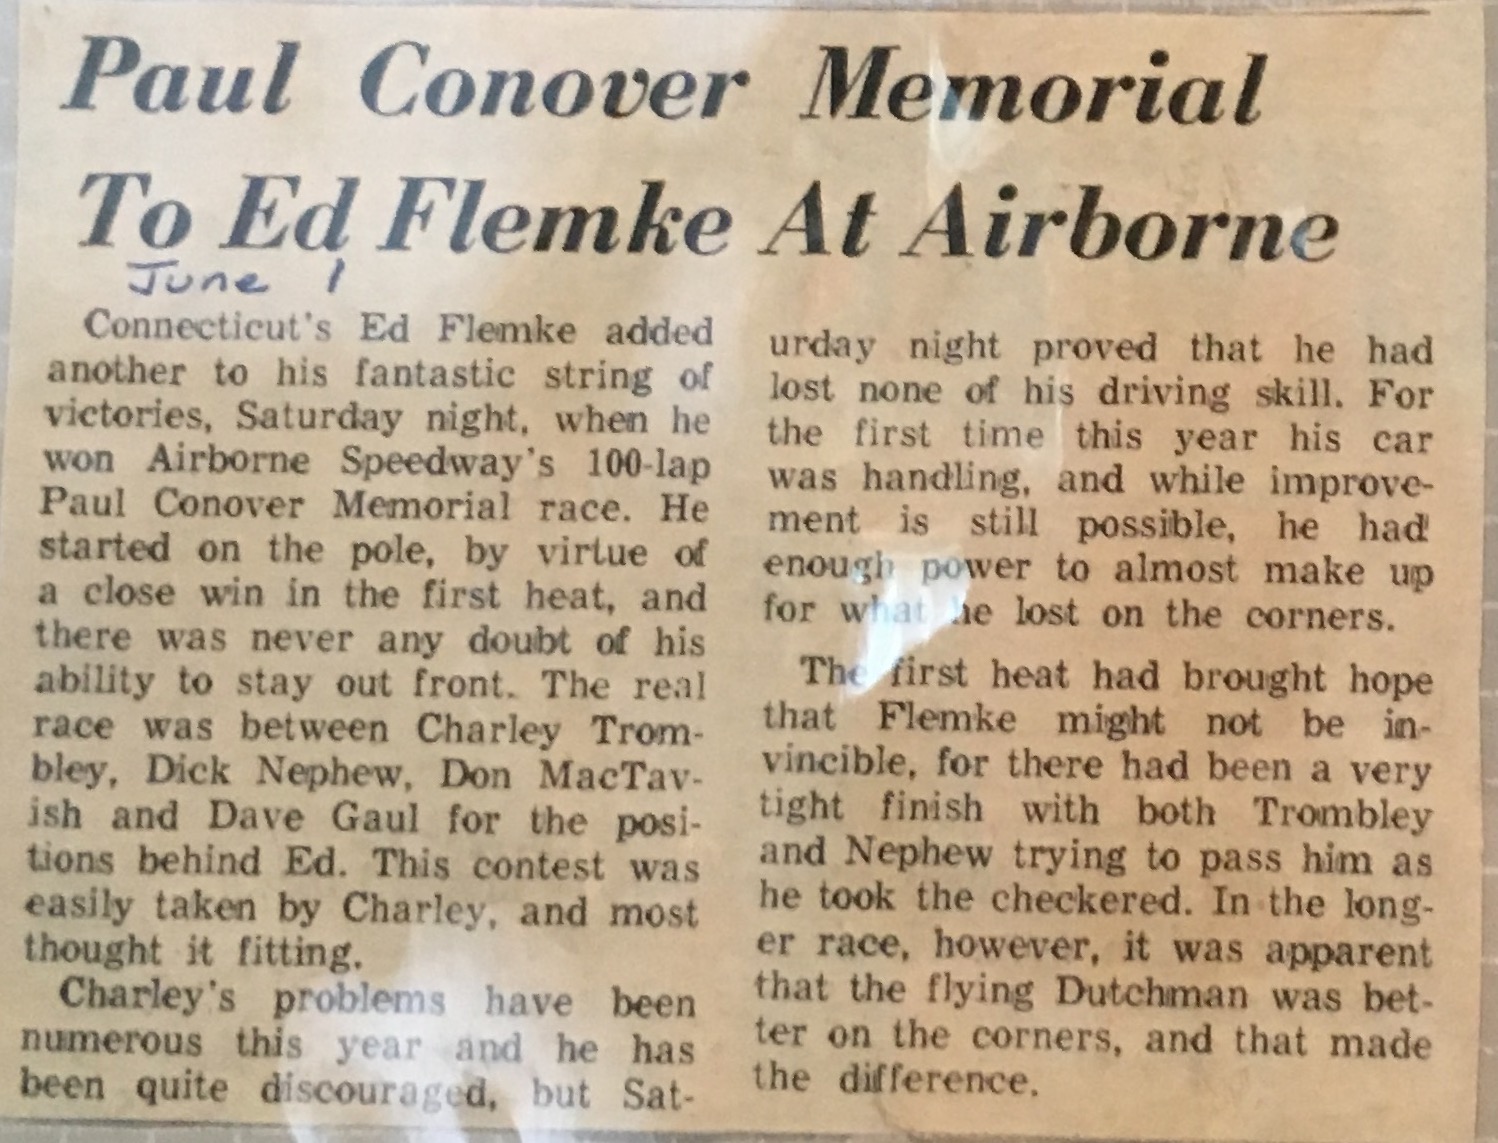 Paul Conover Memorial
To Ed Flemke At Airborne
June 1
Connecticut's Ed Flemke added
another to his fantastic string of
victories, Saturday night, when he
won Airborne Speedway's 100-lap
Paul Conover Memorial race. He
started on the pole, by virtue of
a close win in the first heat, and
there was never any doubt of his
ability to stay out front. The real
race was between Charley Trom-
bley, Dick Nephew, Don MacTav-
ish and Dave Gaul for the posi-
tions behind Ed. This contest was
easily taken by Charley, and most
thought it fitting.
Charley's problems have been
numerous this year and he has
been quite discouraged, but Sat-
urday night proved that he had
lost none of his driving skill. For
the first time this year his car
was handling, and while improve-
ment is still possible, he had
enough power to almost make up
for what he lost on the corners.
The first heat had brought hope
that Flemke might not be in-
vincible, for there had been a very
tight finish with both Trombley
and Nephew trying to pass him as
he took the checkered. In the long-
er race, however, it was apparent
that the flying Dutchman was bet-
ter on the corners, and that made
the difference.